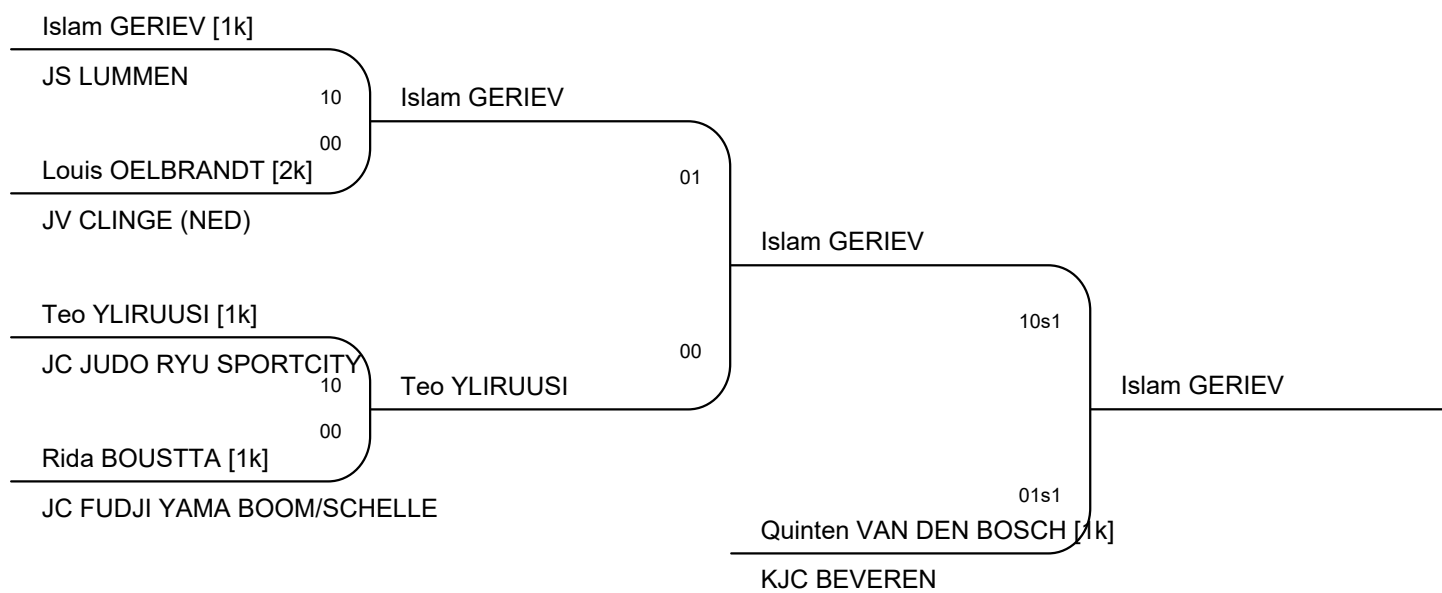 Islam GERIEV [1k]
JS LUMMEN
10
Islam GERIEV
00
Louis OELBRANDT [2k]
01
JV CLINGE (NED)
Islam GERIEV
Teo YLIRUUSI [1k]
10s1
00
JC JUDO RYU SPORTCITY
10
Teo YLIRUUSI
Islam GERIEV
00
Rida BOUSTTA [1k]
01s1
JC FUDJI YAMA BOOM/SCHELLE
Quinten VAN DEN BOSCH [1k]
KJC BEVEREN